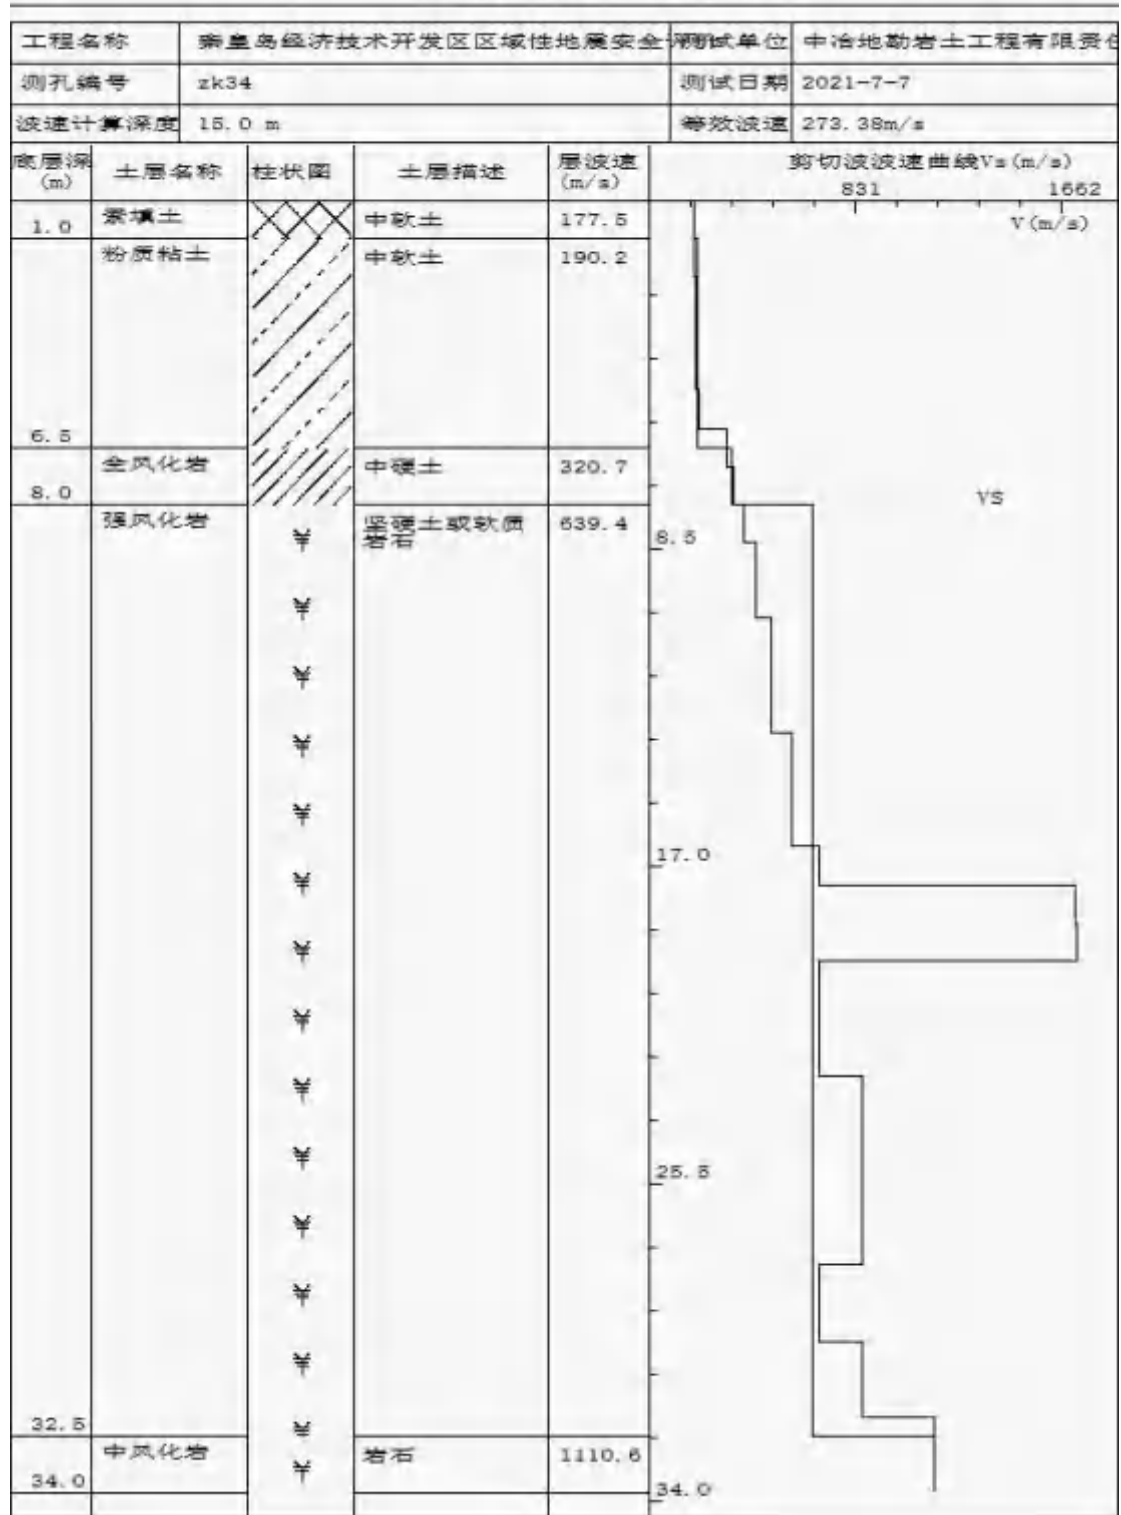 工程名称 秦皇岛经济技术开发区区域性地震安全 测试单位 中冶地勘岩土工程有限责任
测孔编号 zk34 测试日期 2021-7-7
波速计算深度 15.0 m 等效波速 273.38m/s
底层深(m) 土层名称 柱状图 土层描述 层波速(m/s) 剪切波波速曲线Vs(m/s)
831 1662
V(m/s)
1.0 素填土 中软土 177.5
粉质粘土 中软土 190.2
6.5
全风化岩 中硬土 320.7
8.0
VS
强风化岩 坚硬土或软质岩石 639.4
8.5
17.0
25.5
32.5
中风化岩 岩石 1110.6
34.0
34.0